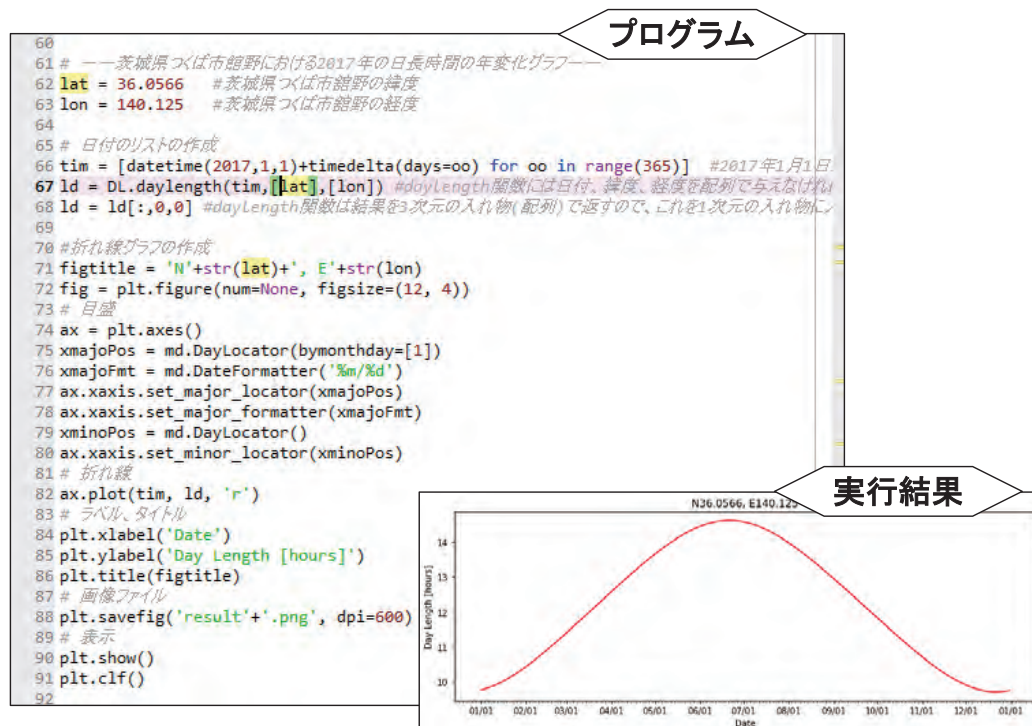 プログラム
60
61 # ーー茨城県つくば市館野における2017年の日長時間の年変化グラフーー
62 lat = 36.0566   #茨城県つくば市館野の緯度
63 lon = 140.125   #茨城県つくば市館野の経度
64
65 # 日付のリストの作成
66 tim = [datetime(2017,1,1)+timedelta(days=oo) for oo in range(365)]  #2017年1月1日
67 ld = DL.daylength(tim,[lat],[lon]) #daylength関数には日付、緯度、経度を配列で与えなければ
68 ld = ld[:,0,0] #daylength関数は結果を3次元の入れ物(配列)で返すので、これを1次元の入れ物に
69
70 #折れ線グラフの作成
71 figtitle = 'N'+str(lat)+', E'+str(lon)
72 fig = plt.figure(num=None, figsize=(12, 4))
73 # 目盛
74 ax = plt.axes()
75 xmajoPos = md.DayLocator(bymonthday=[1])
76 xmajoFmt = md.DateFormatter('%m/%d')
77 ax.xaxis.set_major_locator(xmajoPos)
78 ax.xaxis.set_major_formatter(xmajoFmt)
79 xminoPos = md.DayLocator()
80 ax.xaxis.set_minor_locator(xminoPos)
81 # 折れ線
82 ax.plot(tim, ld, 'r')
83 # ラベル、タイトル
84 plt.xlabel('Date')
85 plt.ylabel('Day Length [hours]')
86 plt.title(figtitle)
87 # 画像ファイル
88 plt.savefig('result'+'.png', dpi=600)
89 # 表示
90 plt.show()
91 plt.clf()
92
実行結果
N36.0566, E140.125
Day Length [hours]
14
13
12
11
10
01/01 02/01 03/01 04/01 05/01 06/01 07/01 08/01 09/01 10/01 11/01 12/01 01/01
Date